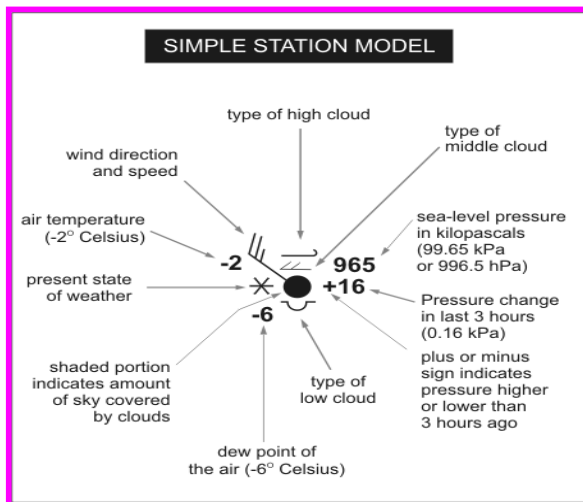 SIMPLE STATION MODEL
type of high cloud
type of
middle cloud
wind direction
and speed
air temperature
(-2° Celsius)
sea-level pressure
in kilopascals
(99.65 kPa
or 996.5 hPa)
-2
965
present state
of weather
+16
Pressure change
in last 3 hours
(0.16 kPa)
-6
shaded portion
indicates amount
of sky covered
by clouds
type of
low cloud
plus or minus
sign indicates
pressure higher
or lower than
3 hours ago
dew point of
the air (-6° Celsius)